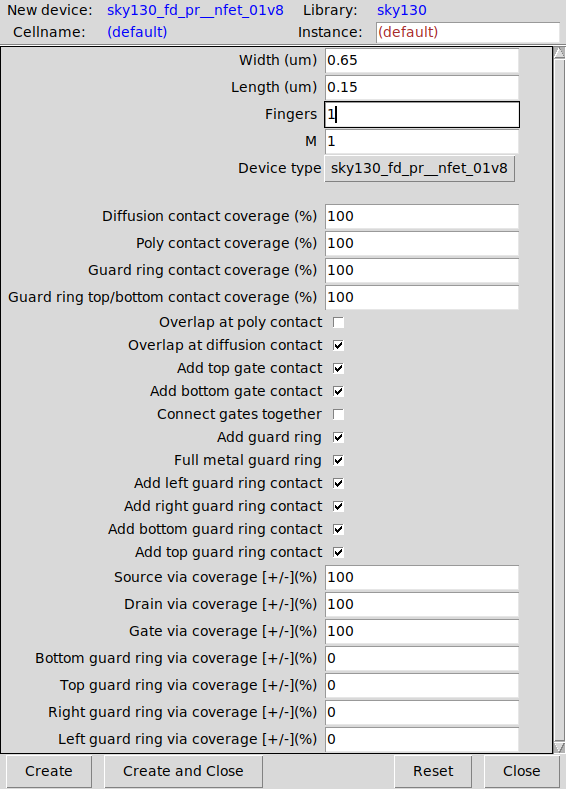 New device: sky130_fd_pr__nfet_01v8 Library: sky130
Cellname: (default) Instance: (default)
Width (um) 0.65
Length (um) 0.15
Fingers 1
M 1
Device type sky130_fd_pr__nfet_01v8
Diffusion contact coverage (%) 100
Poly contact coverage (%) 100
Guard ring contact coverage (%) 100
Guard ring top/bottom contact coverage (%) 100
Overlap at poly contact
Overlap at diffusion contact
Add top gate contact
Add bottom gate contact
Connect gates together
Add guard ring
Full metal guard ring
Add left guard ring contact
Add right guard ring contact
Add bottom guard ring contact
Add top guard ring contact
Source via coverage [+/-](%) 100
Drain via coverage [+/-](%) 100
Gate via coverage [+/-](%) 100
Bottom guard ring via coverage [+/-](%) 0
Top guard ring via coverage [+/-](%) 0
Right guard ring via coverage [+/-](%) 0
Left guard ring via coverage [+/-](%) 0
Create Create and Close Reset Close